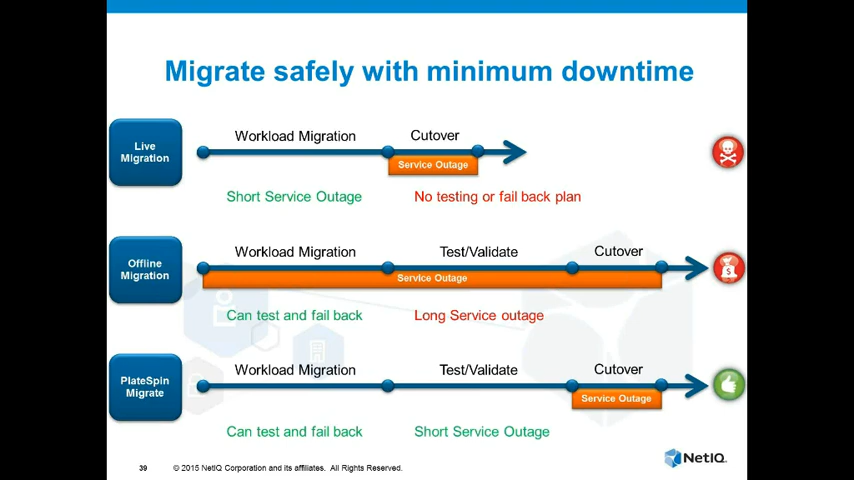 Migrate safely with minimum downtime
Live
Migration
Workload Migration
Cutover
Service Outage
Short Service Outage
No testing or fail back plan
Offline
Migration
Workload Migration
Test/Validate
Cutover
Service Outage
Can test and fail back
Long Service outage
$
PlateSpin
Migrate
Workload Migration
Test/Validate
Cutover
Service Outage
Can test and fail back
Short Service Outage
39
© 2015 NetIQ Corporation and its affiliates. All Rights Reserved.
NetIQ.